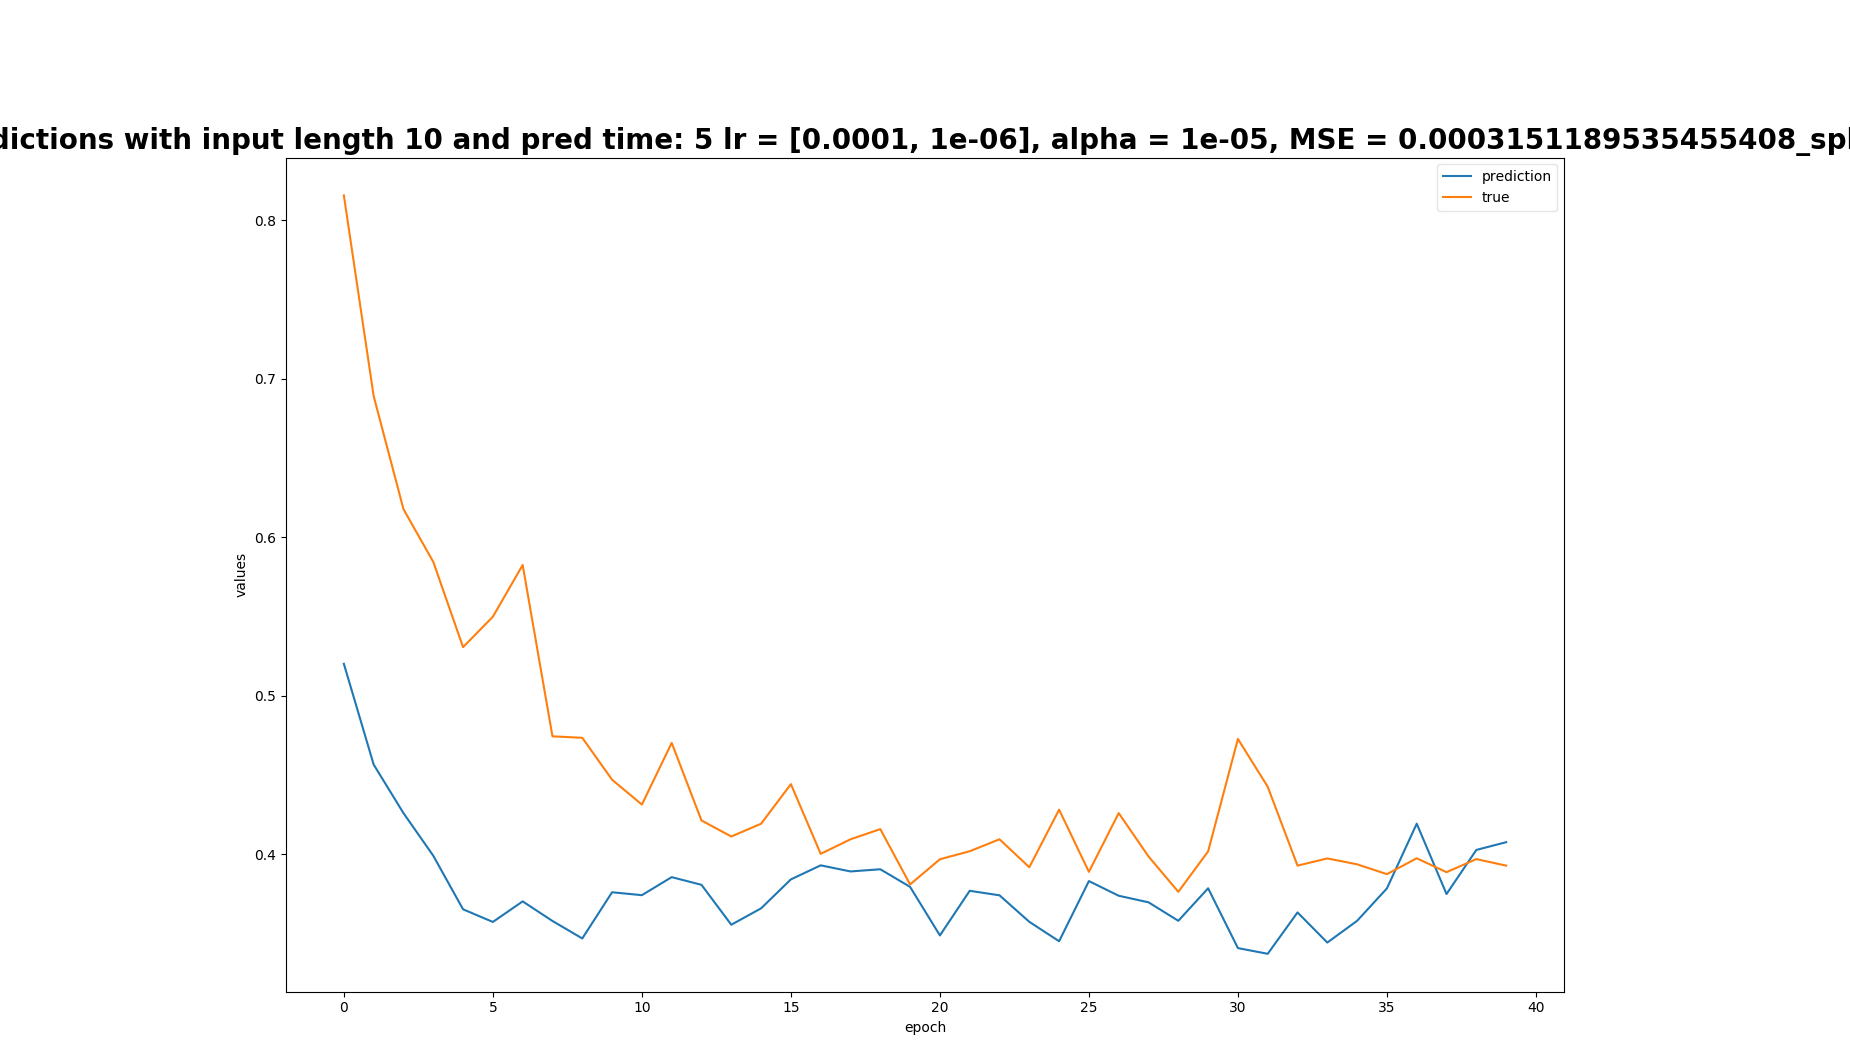 dictions with input length 10 and pred time: 5 lr = [0.0001, 1e-06], alpha = 1e-05, MSE = 0.0003151189535455408_spl
prediction
true
0.8
0.7
0.6
0.5
0.4
values
0 5 10 15 20 25 30 35 40
epoch